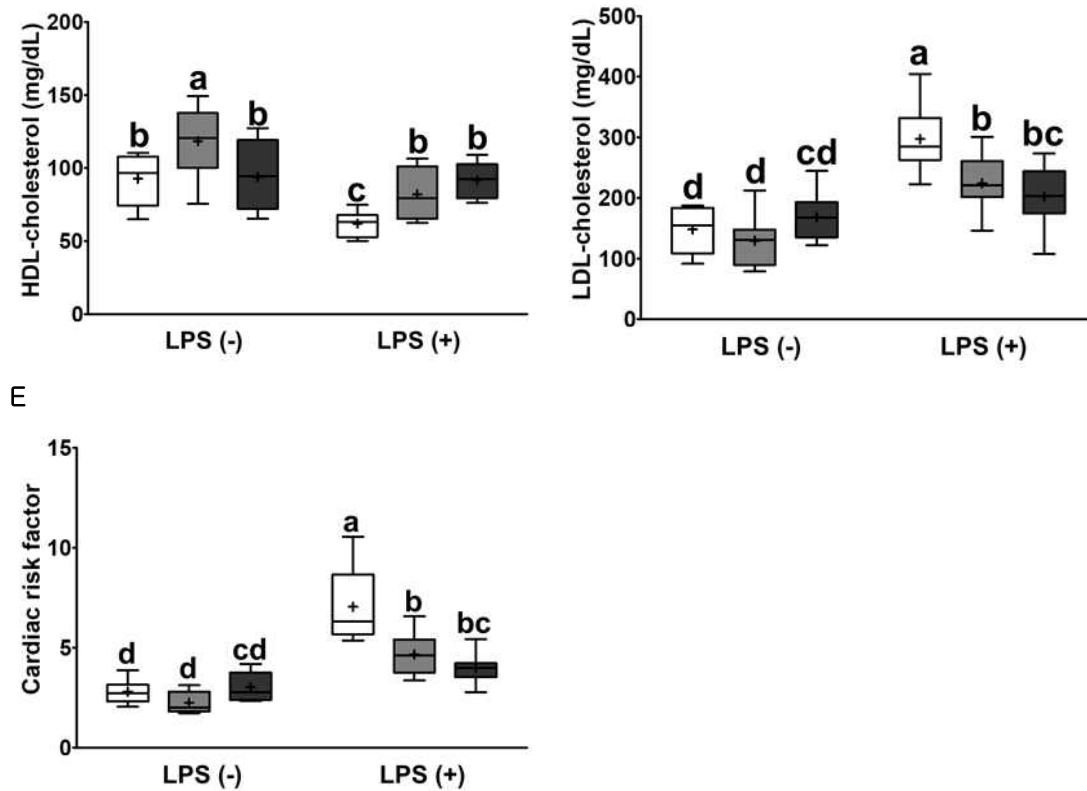 HDL-cholesterol (mg/dL)
200
150
100
50
0
b
a
b
c
b
b
LPS (-)
LPS (+)
LDL-cholesterol (mg/dL)
500
400
300
200
100
0
d
d
cd
a
b
bc
LPS (-)
LPS (+)
E
Cardiac risk factor
15
10
5
0
d
d
cd
a
b
bc
LPS (-)
LPS (+)